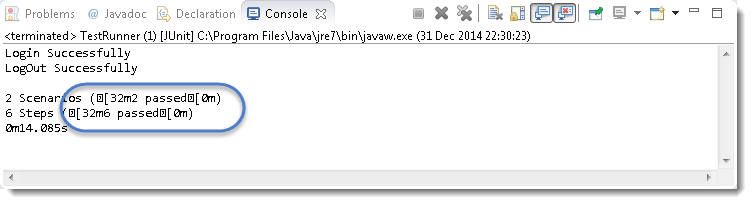 Problems @ Javadoc Declaration Console
<terminated> TestRunner (1) [JUnit] C:\Program Files\Java\jre7\bin\javaw.exe (31 Dec 2014 22:30:23)
Login Successfully
LogOut Successfully
2 Scenarios (□[32m2 passed□[0m)
6 Steps (□[32m6 passed□[0m)
0m14.085s